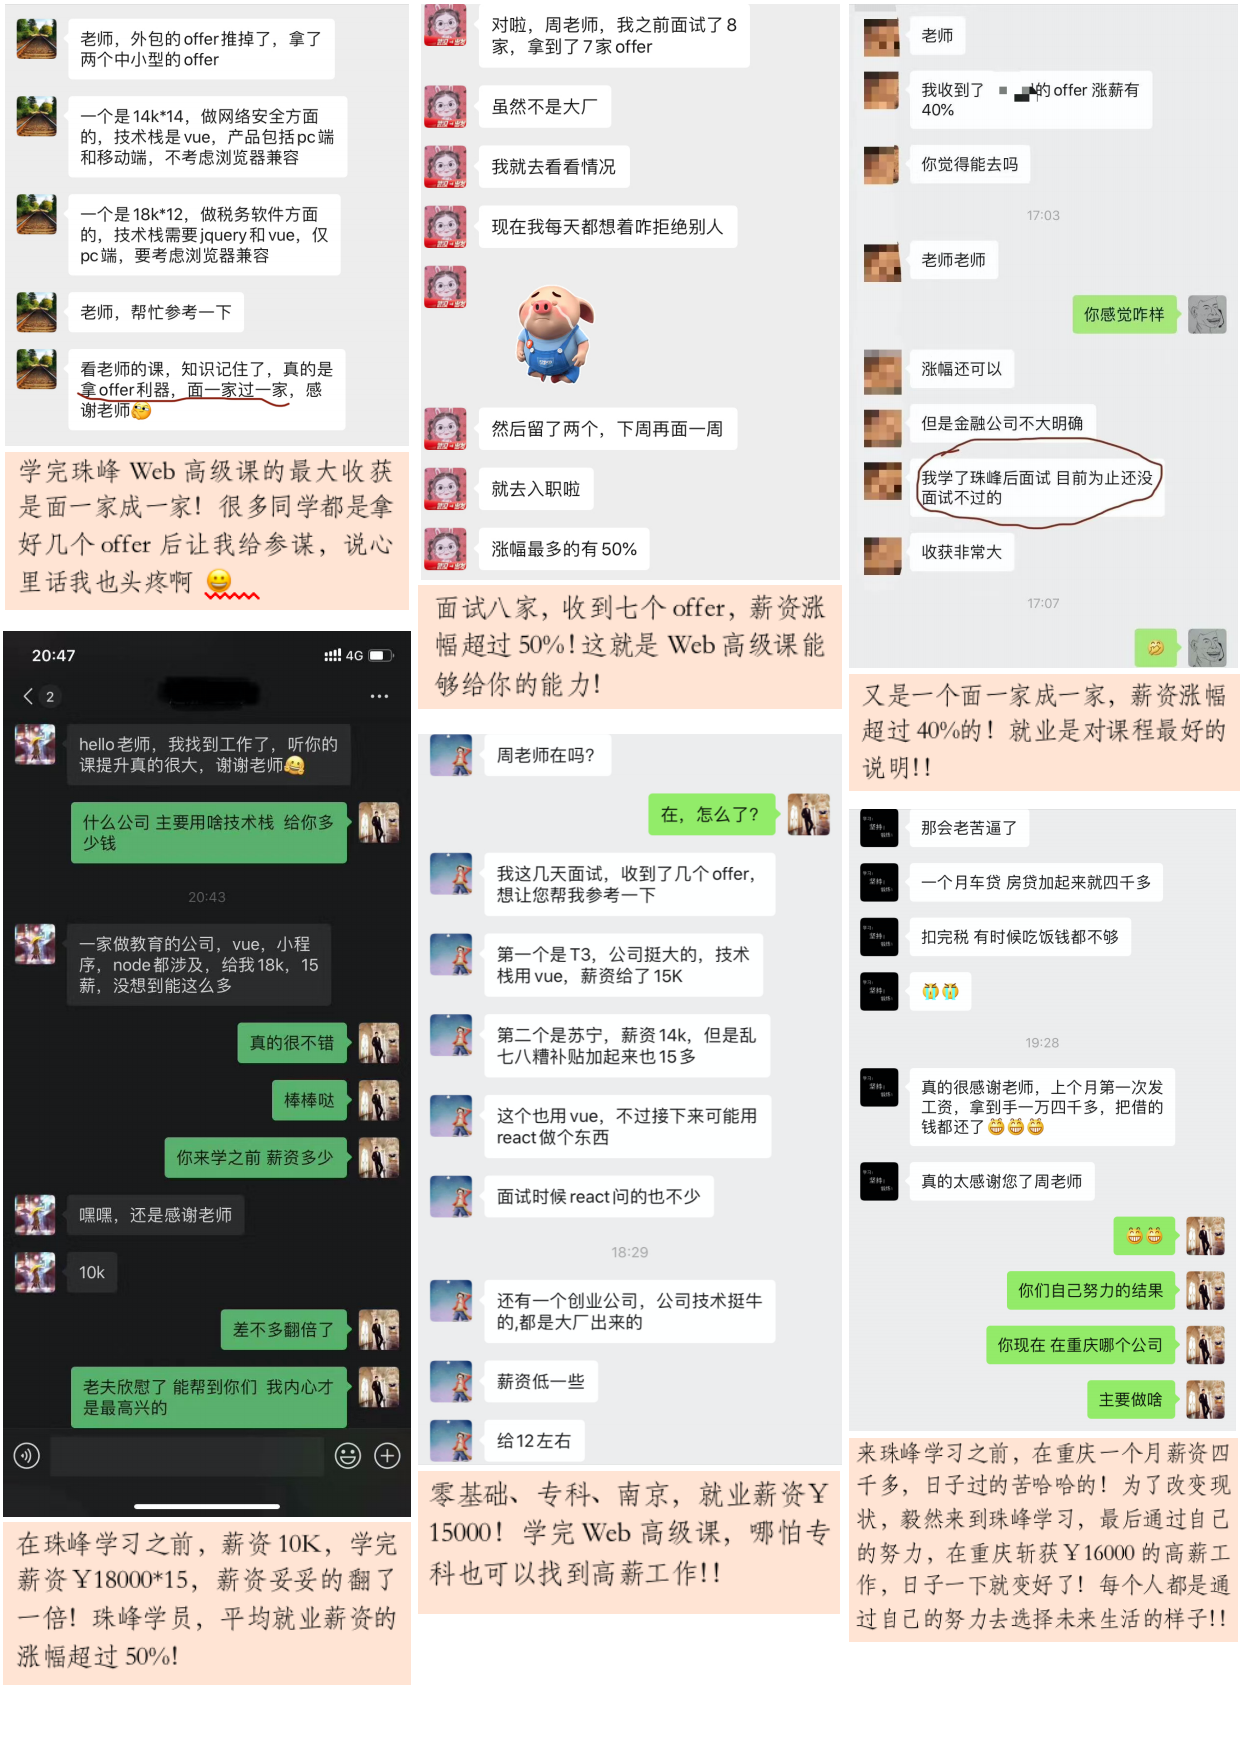 老师，外包的offer推掉了，拿了
两个中小型的offer
一个是14k*14，做网络安全方面
的，技术栈是vue，产品包括pc端
和移动端，不考虑浏览器兼容
一个是18k*12，做税务软件方面
的，技术栈需要jquery和vue，仅
pc端，要考虑浏览器兼容
老师，帮忙参考一下
看老师的课，知识记住了，真的是
拿offer利器，面一家过一家，感
谢老师
学完珠峰 Web 高级课的最大收获
是面一家成一家！很多同学都是拿
好几个 offer 后让我给参谋，说心
里话我也头疼啊
20:47
4G
2
hello老师，我找到工作了，听你的
课提升真的很大，谢谢老师
什么公司 主要用啥技术栈 给你多
少钱
20:43
一家做教育的公司，vue，小程
序，node都涉及，给我18k，15
薪，没想到能这么多
真的很不错
棒棒哒
你来学之前 薪资多少
嘿嘿，还是感谢老师
10k
差不多翻倍了
老夫欣慰了 能帮到你们 我内心才
是最高兴的
在珠峰学习之前，薪资 10K，学完
薪资￥18000*15，薪资妥妥的翻了
一倍！珠峰学员，平均就业薪资的
涨幅超过 50%!
对啦，周老师，我之前面试了8
家，拿到了7家offer
虽然不是大厂
我就去看看情况
现在我每天都想着咋拒绝别人
然后留了两个，下周再面一周
就去入职啦
涨幅最多的有50%
面试八家，收到七个 offer，薪资涨
幅超过 50%!这就是 Web 高级课能
够给你的能力!
周老师在吗?
在，怎么了?
我这几天面试，收到了几个offer，
想让您帮我参考一下
第一个是T3，公司挺大的，技术
栈用vue，薪资给了15K
第二个是苏宁，薪资14k，但是乱
七八糟补贴加起来也15多
这个也用vue，不过接下来可能用
react做个东西
面试时候react问的也不少
18:29
还有一个创业公司，公司技术挺牛
的,都是大厂出来的
薪资低一些
给12左右
零基础、专科、南京，就业薪资￥
15000！学完 Web 高级课，哪怕专
科也可以找到高薪工作!!
老师
我收到了 的offer 涨薪有
40%
你觉得能去吗
17:03
老师老师
你感觉咋样
涨幅还可以
但是金融公司不大明确
我学了珠峰后面试 目前为止还没
面试不过的
收获非常大
17:07
又是一个面一家成一家，薪资涨幅
超过 40%的！就业是对课程最好的
说明!!
那会老苦逼了
一个月车贷 房贷加起来就四千多
扣完税 有时候吃饭钱都不够
19:28
真的很感谢老师，上个月第一次发
工资，拿到手一万四千多，把借的
钱都还了
真的太感谢您了周老师
你们自己努力的结果
你现在 在重庆哪个公司
主要做啥
来珠峰学习之前，在重庆一个月薪资四
千多，日子过的苦哈哈的！为了改变现
状，毅然来到珠峰学习，最后通过自己
的努力，在重庆斩获￥16000 的高薪工
作，日子一下就变好了！每个人都是通
过自己的努力去选择未来生活的样子!!